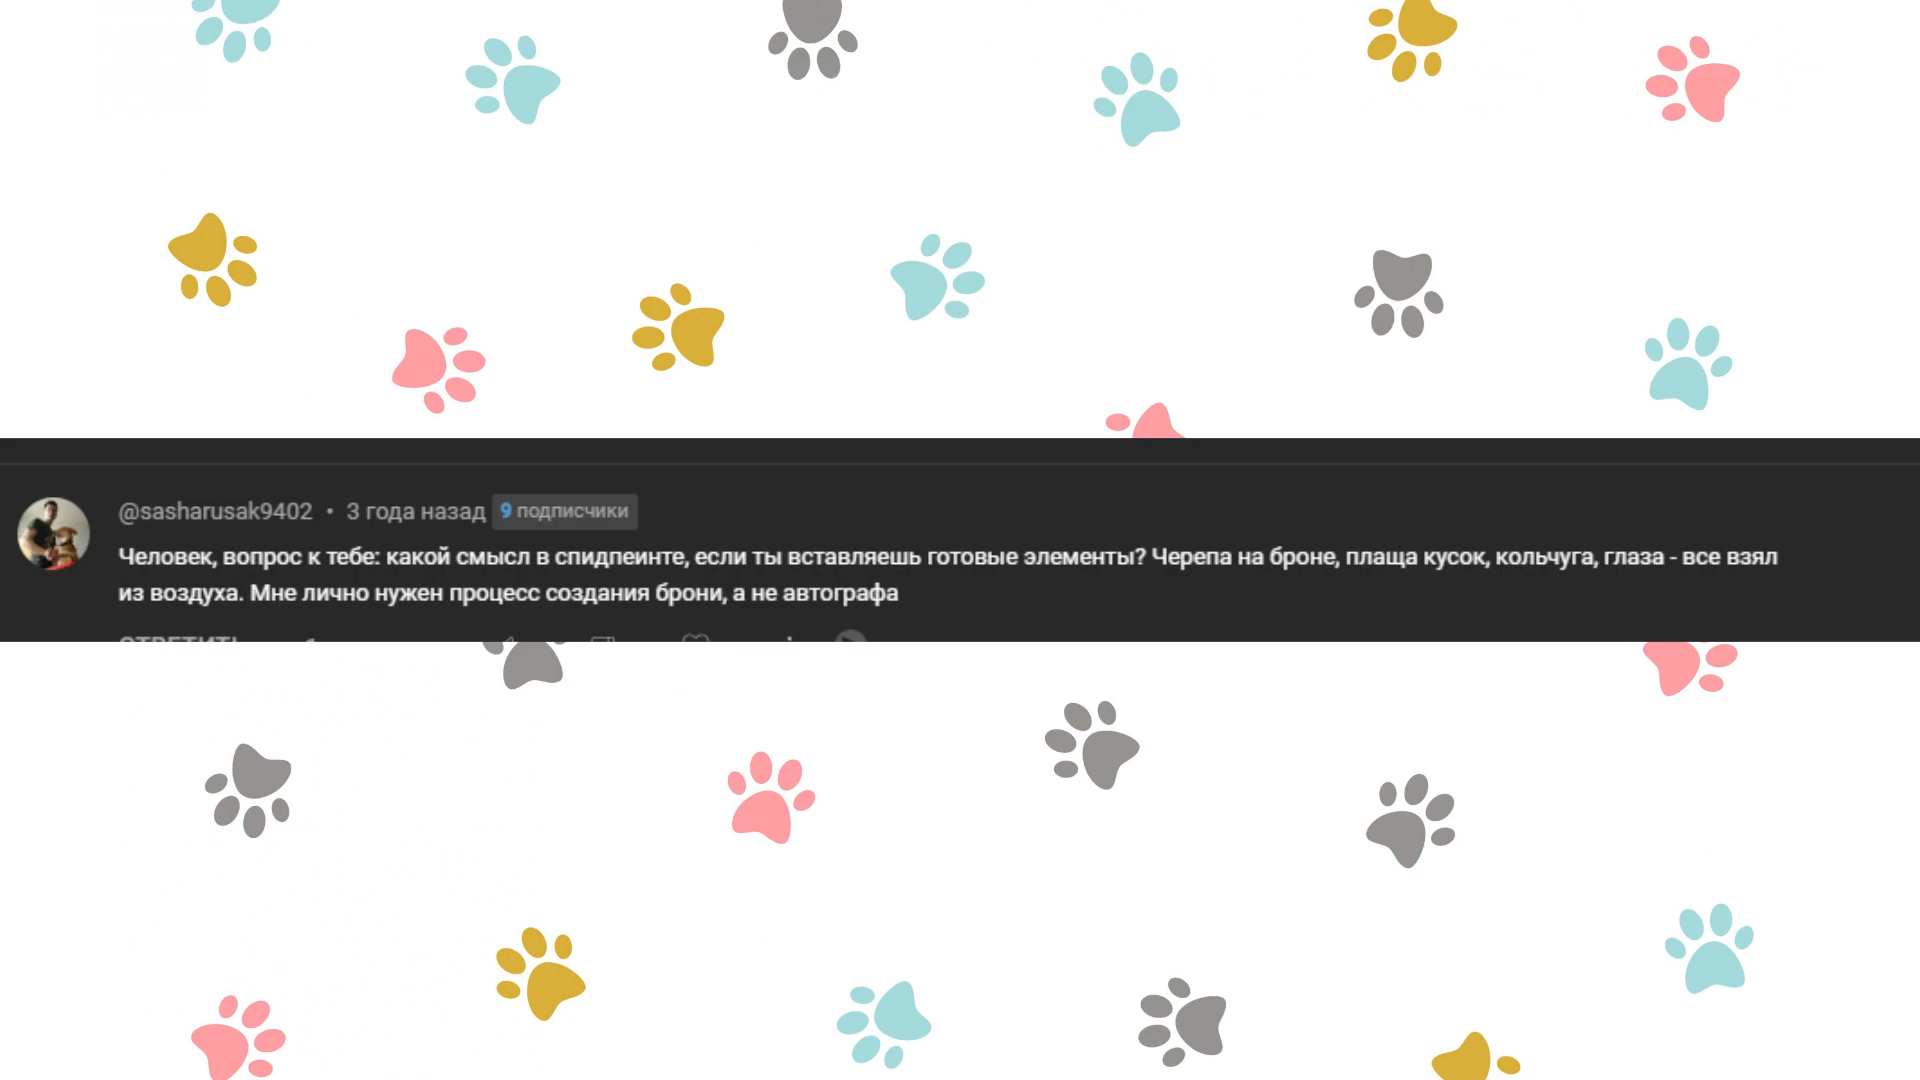 @sasharusak9402 • 3 года назад 9 подписчики
Человек, вопрос к тебе: какой смысл в спидпеинте, если ты вставляешь готовые элементы? Черепа на броне, плаща кусок, кольчуга, глаза - все взял
из воздуха. Мне лично нужен процесс создания брони, а не автографа